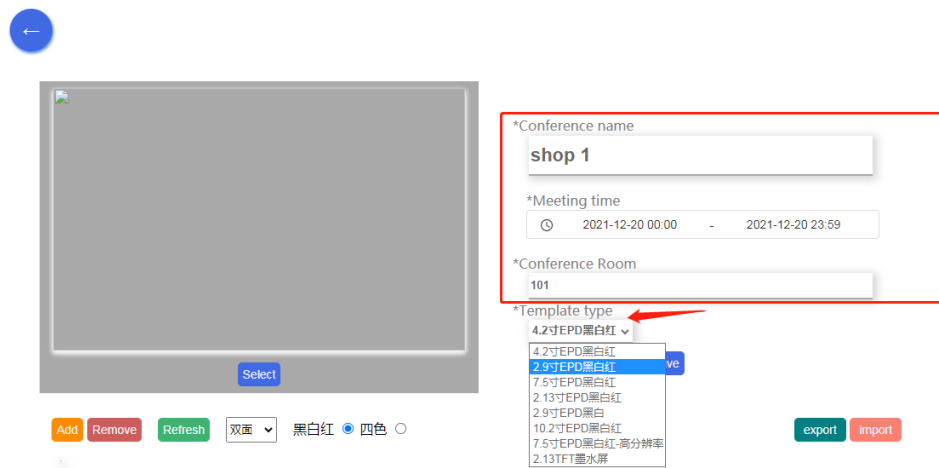 ←
*Conference name
shop 1
*Meeting time
2021-12-20 00:00 - 2021-12-20 23:59
*Conference Room
101
*Template type
4.2寸EPD黑白红
4.2寸EPD黑白红
2.9寸EPD黑白红
7.5寸EPD黑白红
2.13寸EPD黑白红
2.9寸EPD黑白
10.2寸EPD黑白红
7.5寸EPD黑白红-高分辨率
2.13TFT墨水屏
Select
Add Remove Refresh 双面 黑白红 四色 export import